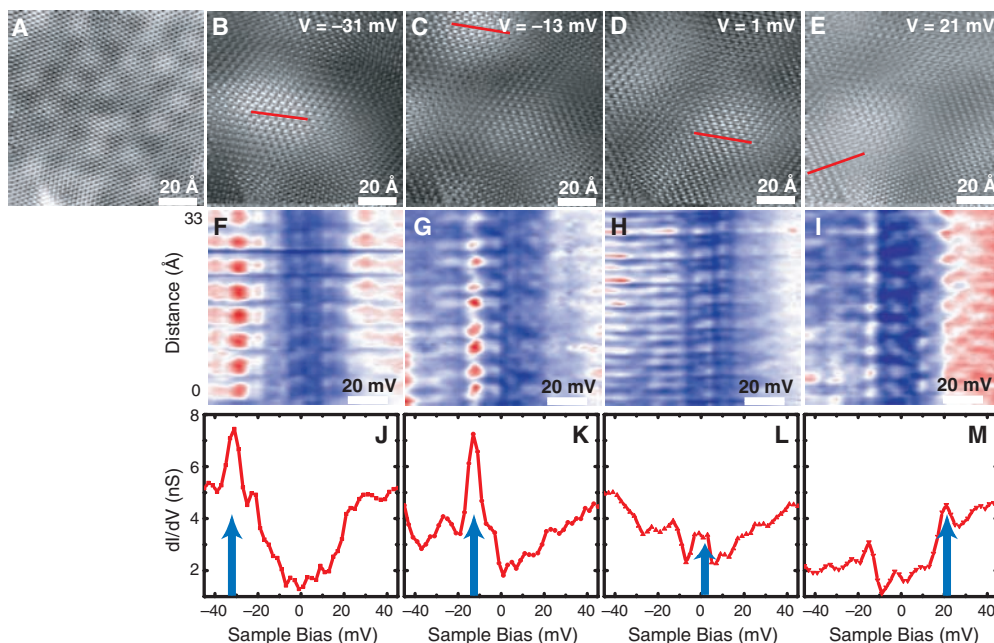 A
B V = –31 mV
C V = –13 mV
D V = 1 mV
E V = 21 mV
20 Å 20 Å 20 Å 20 Å 20 Å
33
Distance (Å)
0
F G H I
20 mV 20 mV 20 mV 20 mV
8
6
4
2
dI/dV (nS)
J K L M
−40 −20 0 20 40 −40 −20 0 20 40 −40 −20 0 20 40 −40 −20 0 20 40
Sample Bias (mV) Sample Bias (mV) Sample Bias (mV) Sample Bias (mV)